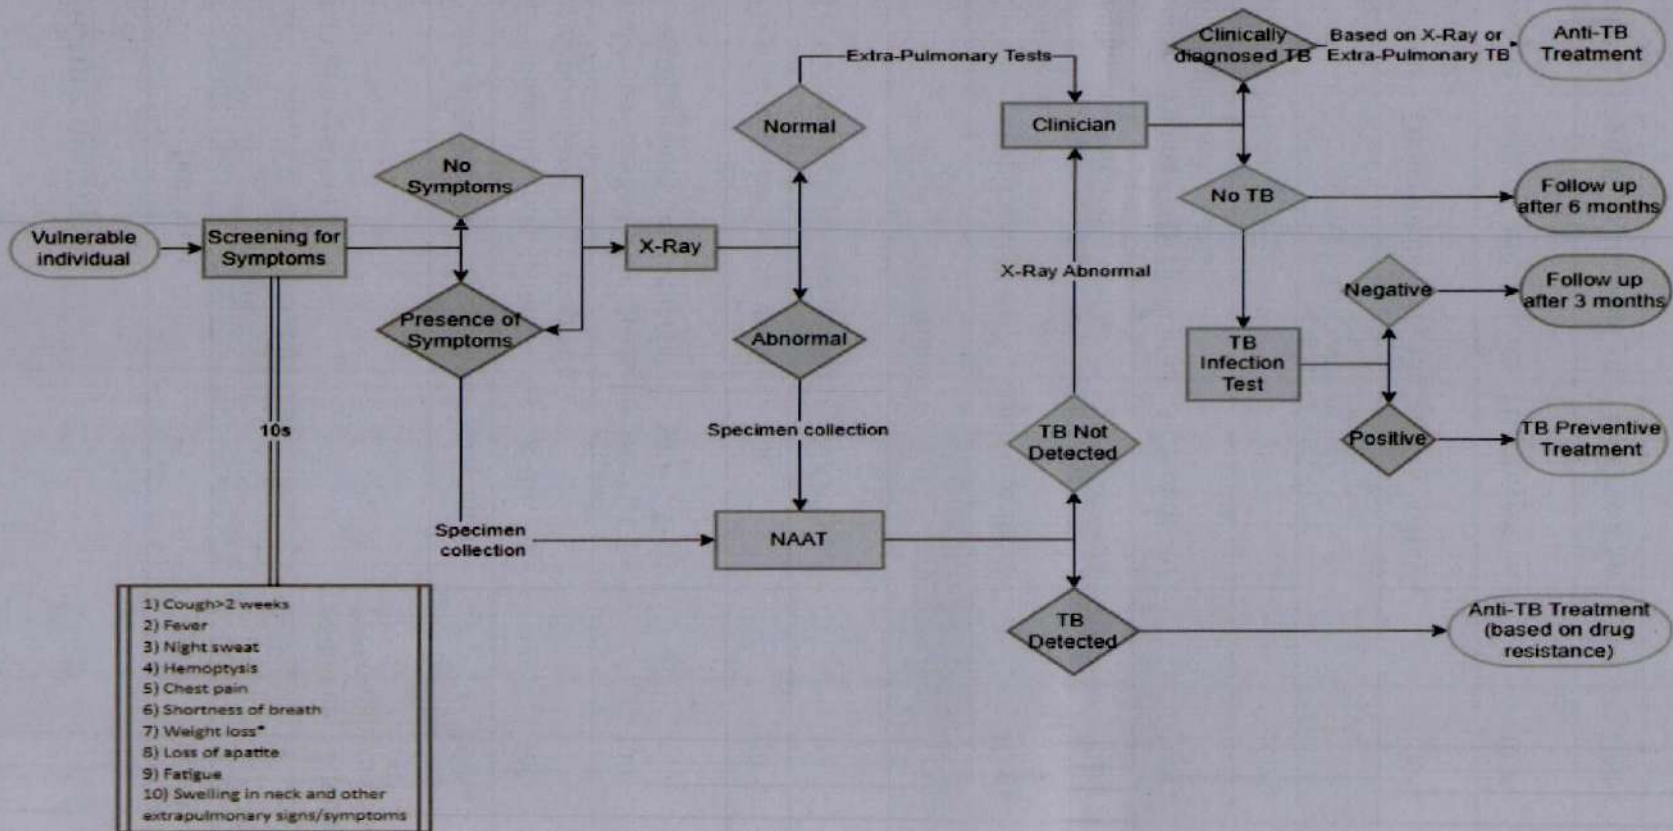 Vulnerable
individual
Screening for
Symptoms
10s
1) Cough>2 weeks
2) Fever
3) Night sweat
4) Hemoptysis
5) Chest pain
6) Shortness of breath
7) Weight loss*
8) Loss of apatite
9) Fatigue
10) Swelling in neck and other
extrapulmonary signs/symptoms
No
Symptoms
Presence of
Symptoms
Specimen
collection
X-Ray
Normal
Abnormal
Extra-Pulmonary Tests
Specimen collection
NAAT
Clinician
X-Ray Abnormal
TB Not
Detected
TB
Detected
Clinically
diagnosed TB
Based on X-Ray or
Extra-Pulmonary TB
Anti-TB
Treatment
No TB
Follow up
after 6 months
TB
Infection
Test
Negative
Follow up
after 3 months
Positive
TB Preventive
Treatment
Anti-TB Treatment
(based on drug
resistance)